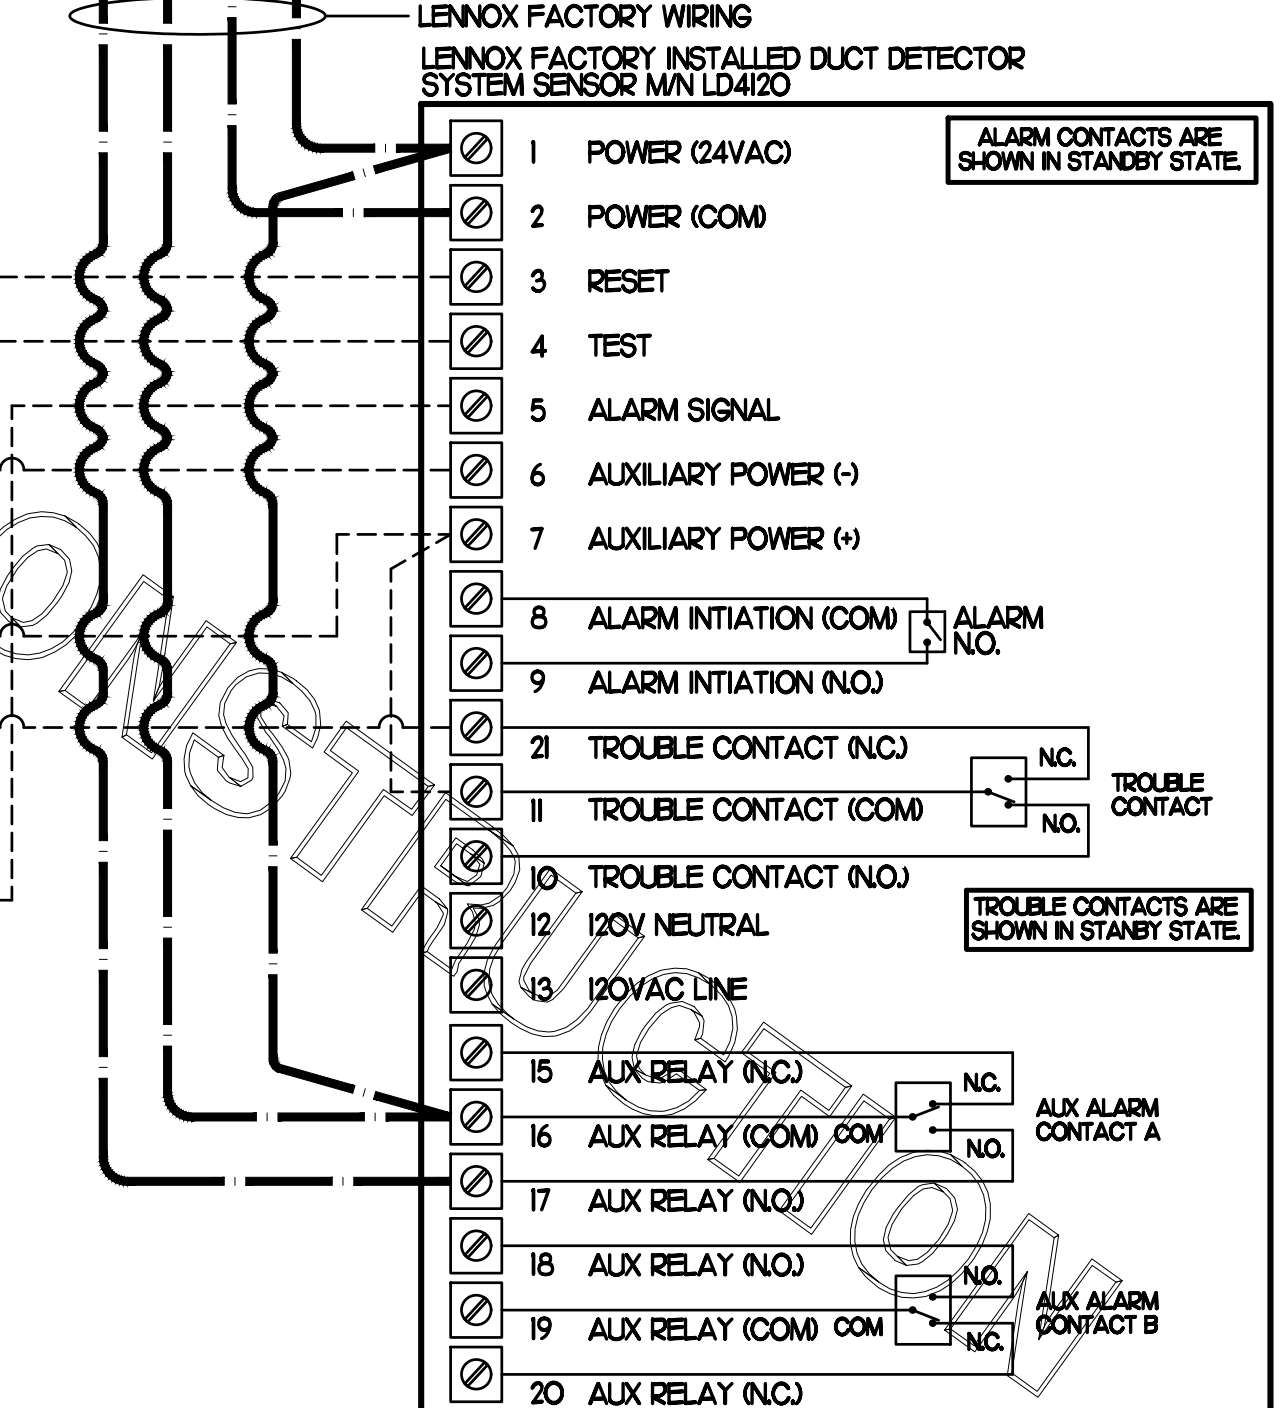 LENNOX FACTORY WIRING
LENNOX FACTORY INSTALLED DUCT DETECTOR
SYSTEM SENSOR M/N LD4120
ALARM CONTACTS ARE
SHOWN IN STANDBY STATE.
1 POWER (24VAC)
2 POWER (COM)
3 RESET
4 TEST
5 ALARM SIGNAL
6 AUXILIARY POWER (-)
7 AUXILIARY POWER (+)
8 ALARM INTIATION (COM)
ALARM
N.O.
9 ALARM INTIATION (N.O.)
21 TROUBLE CONTACT (N.C.)
N.C.
TROUBLE
CONTACT
11 TROUBLE CONTACT (COM)
N.O.
10 TROUBLE CONTACT (N.O.)
12 120V NEUTRAL
TROUBLE CONTACTS ARE
SHOWN IN STANBY STATE.
13 120VAC LINE
15 AUX RELAY (N.C.)
N.C.
AUX ALARM
CONTACT A
16 AUX RELAY (COM) COM
N.O.
17 AUX RELAY (N.O.)
18 AUX RELAY (N.O.)
N.O.
AUX ALARM
CONTACT B
19 AUX RELAY (COM) COM
N.C.
20 AUX RELAY (N.C.)
ONSTRUCTION